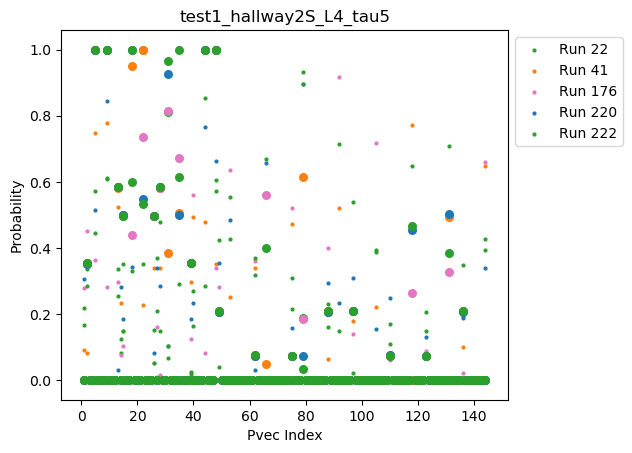 test1_hallway2S_L4_tau5
1.0
0.8
0.6
0.4
0.2
0.0
Probability
0
20
40
60
80
100
120
140
Pvec Index
Run 22
Run 41
Run 176
Run 220
Run 222